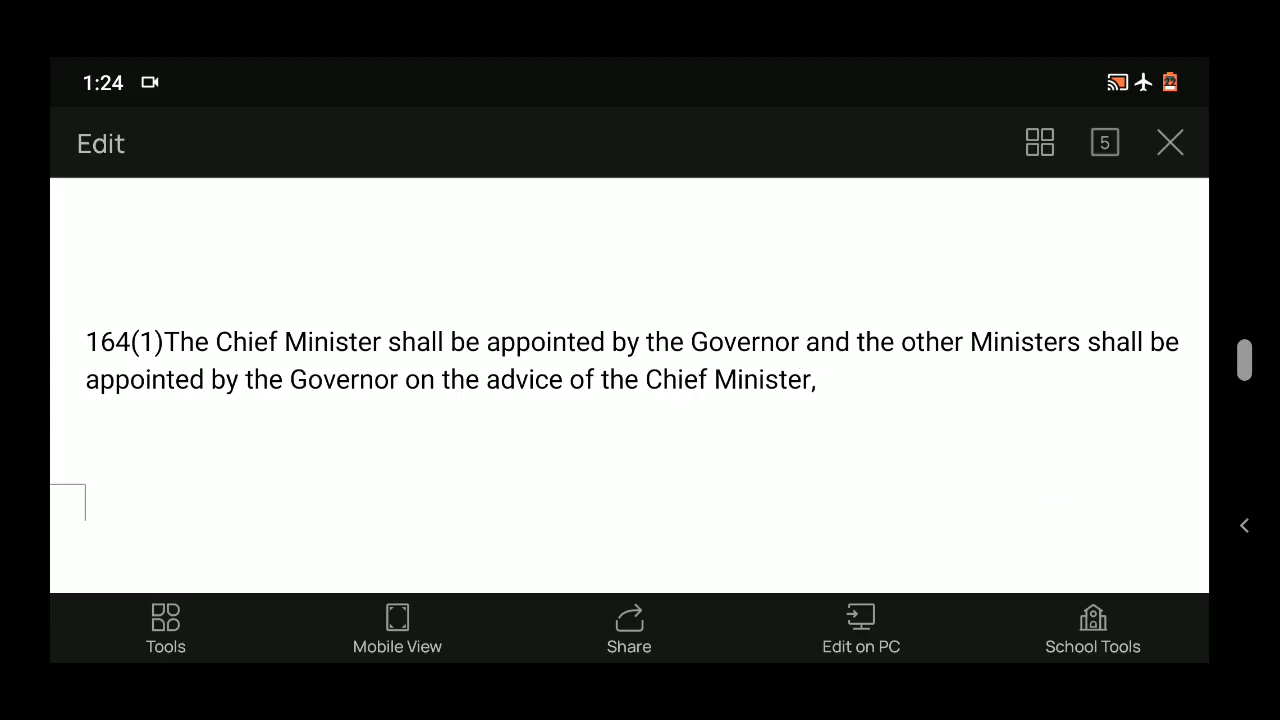 1:24
22
Edit
5
164(1)The Chief Minister shall be appointed by the Governor and the other Ministers shall be
appointed by the Governor on the advice of the Chief Minister,
Tools
Mobile View
Share
Edit on PC
School Tools